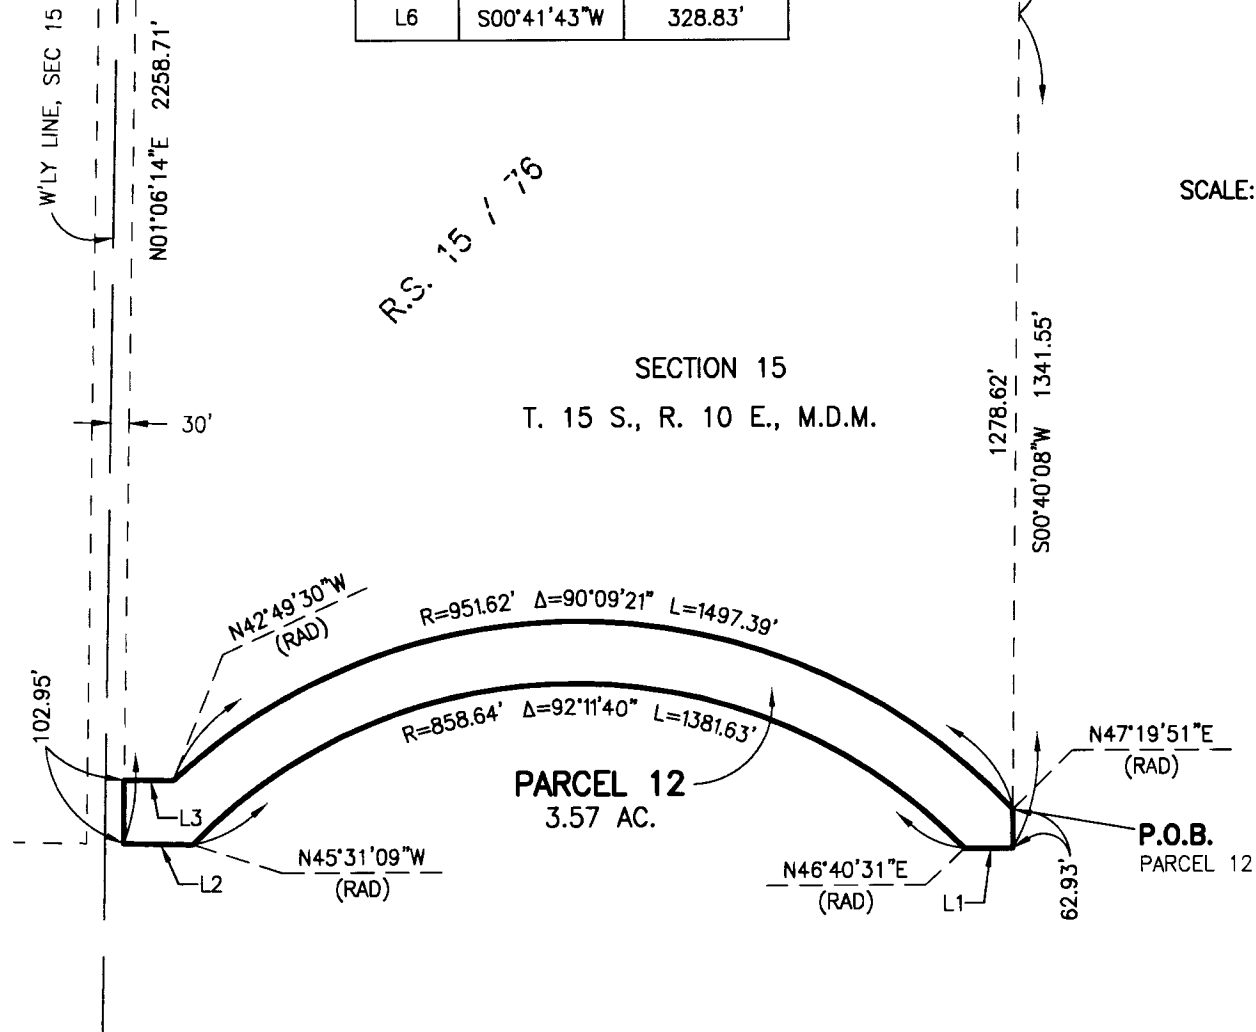 L6 S00°41'43"W 328.83'
W'LY LINE, SEC 15
N01°06'14"E 2258.71'
SCALE:
R.S. 15 / 76
SECTION 15
T. 15 S., R. 10 E., M.D.M.
30'
1278.62'
S00°40'08"W 1341.55'
N42°49'30"W
(RAD)
R=951.62' Δ=90°09'21" L=1497.39'
102.95'
R=858.64' Δ=92°11'40" L=1381.63'
N47°19'51"E
(RAD)
PARCEL 12
3.57 AC.
L3
P.O.B.
PARCEL 12
N45°31'09"W
(RAD)
L2
N46°40'31"E
(RAD)
L1
62.93'